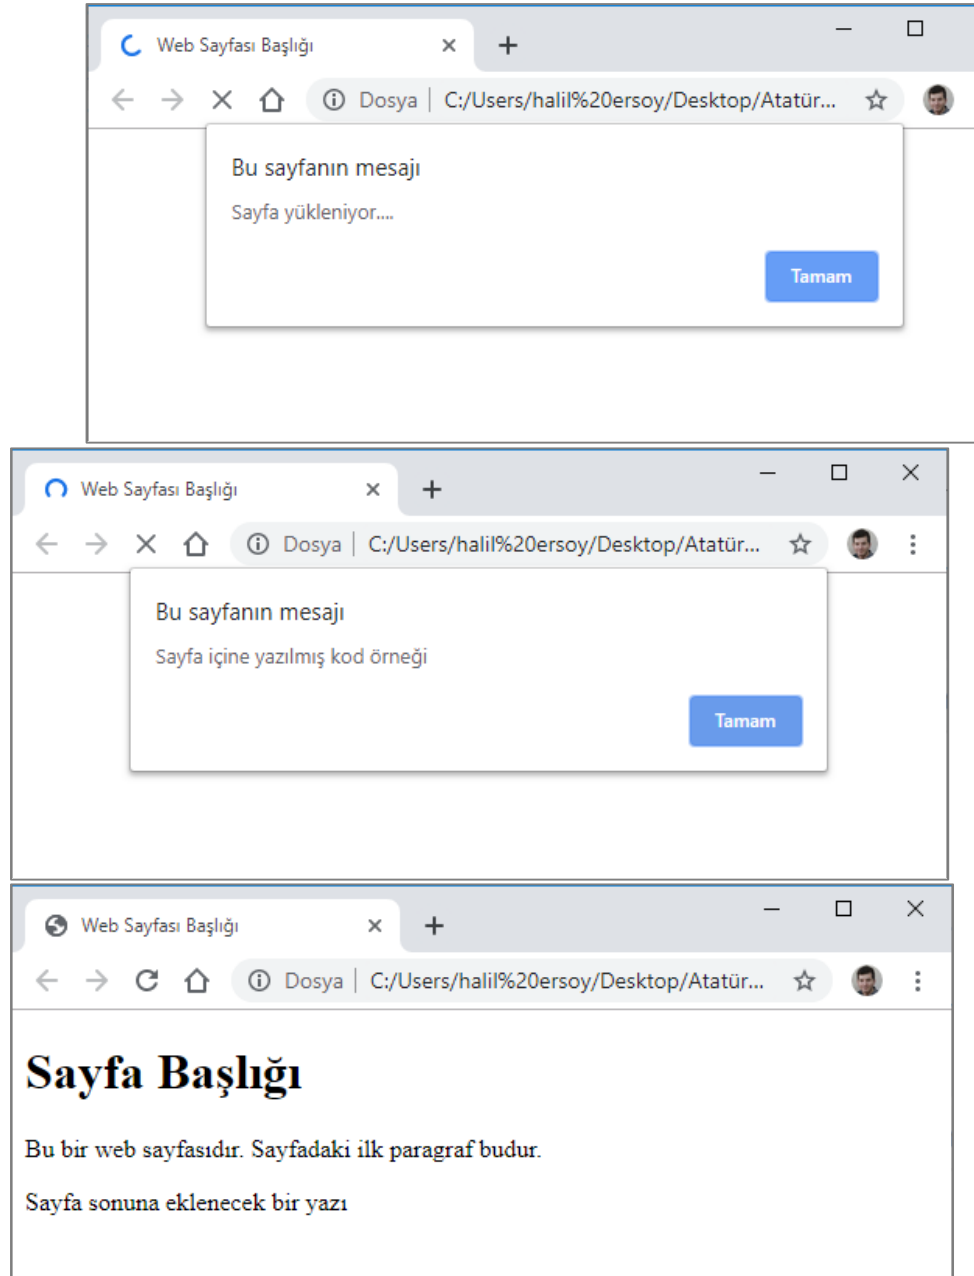 Web Sayfası Başlığı
Dosya | C:/Users/halil%20ersoy/Desktop/Atatür...
Bu sayfanın mesajı
Sayfa yükleniyor....
Tamam
Web Sayfası Başlığı
Dosya | C:/Users/halil%20ersoy/Desktop/Atatür...
Bu sayfanın mesajı
Sayfa içine yazılmış kod örneği
Tamam
Web Sayfası Başlığı
Dosya | C:/Users/halil%20ersoy/Desktop/Atatür...
Sayfa Başlığı
Bu bir web sayfasıdır. Sayfadaki ilk paragraf budur.
Sayfa sonuna eklenecek bir yazı